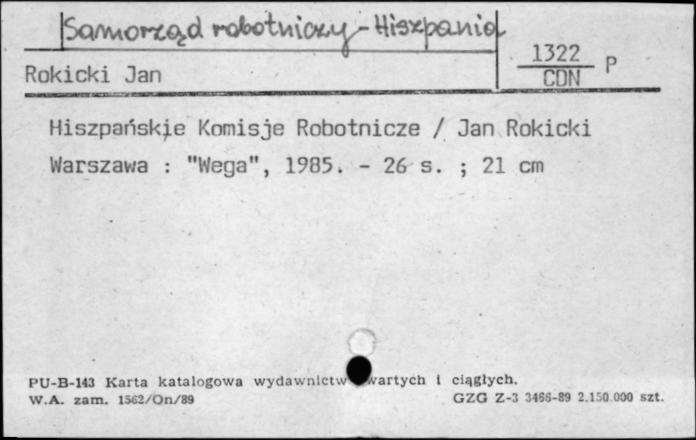 Samorząd robotniczy - Hiszpania
1322 P
CDN
Rokicki Jan
Hiszpańskie Komisje Robotnicze / Jan Rokicki
Warszawa : "Wega", 1985. - 26 s. ; 21 cm
PU-B-143 Karta katalogowa wydawnictw wartych i ciągłych.
W.A. zam. 1562/On/89 GZG Z-3 3466-89 2.150.000 szt.